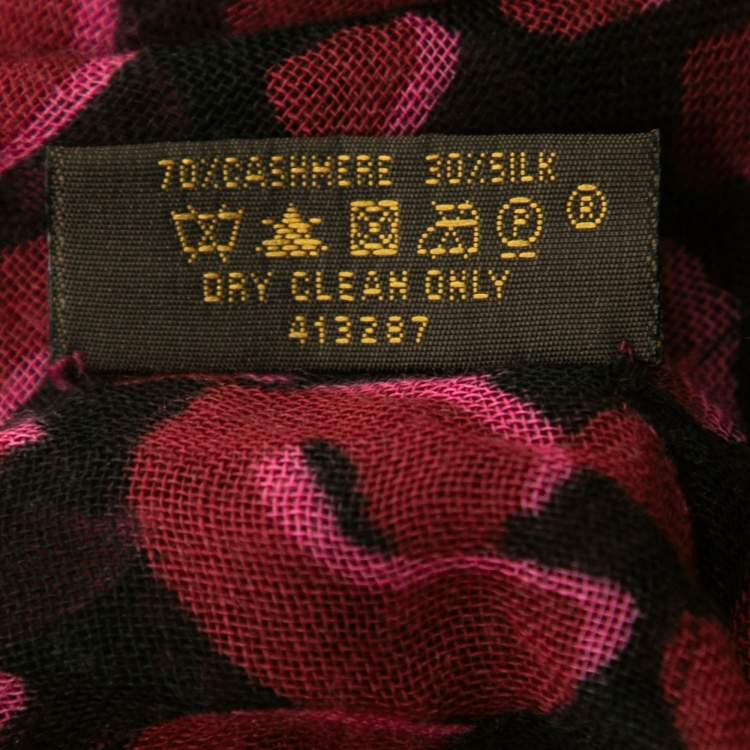 70%CASHMERE 30%SILK
P R
DRY CLEAN ONLY
413287